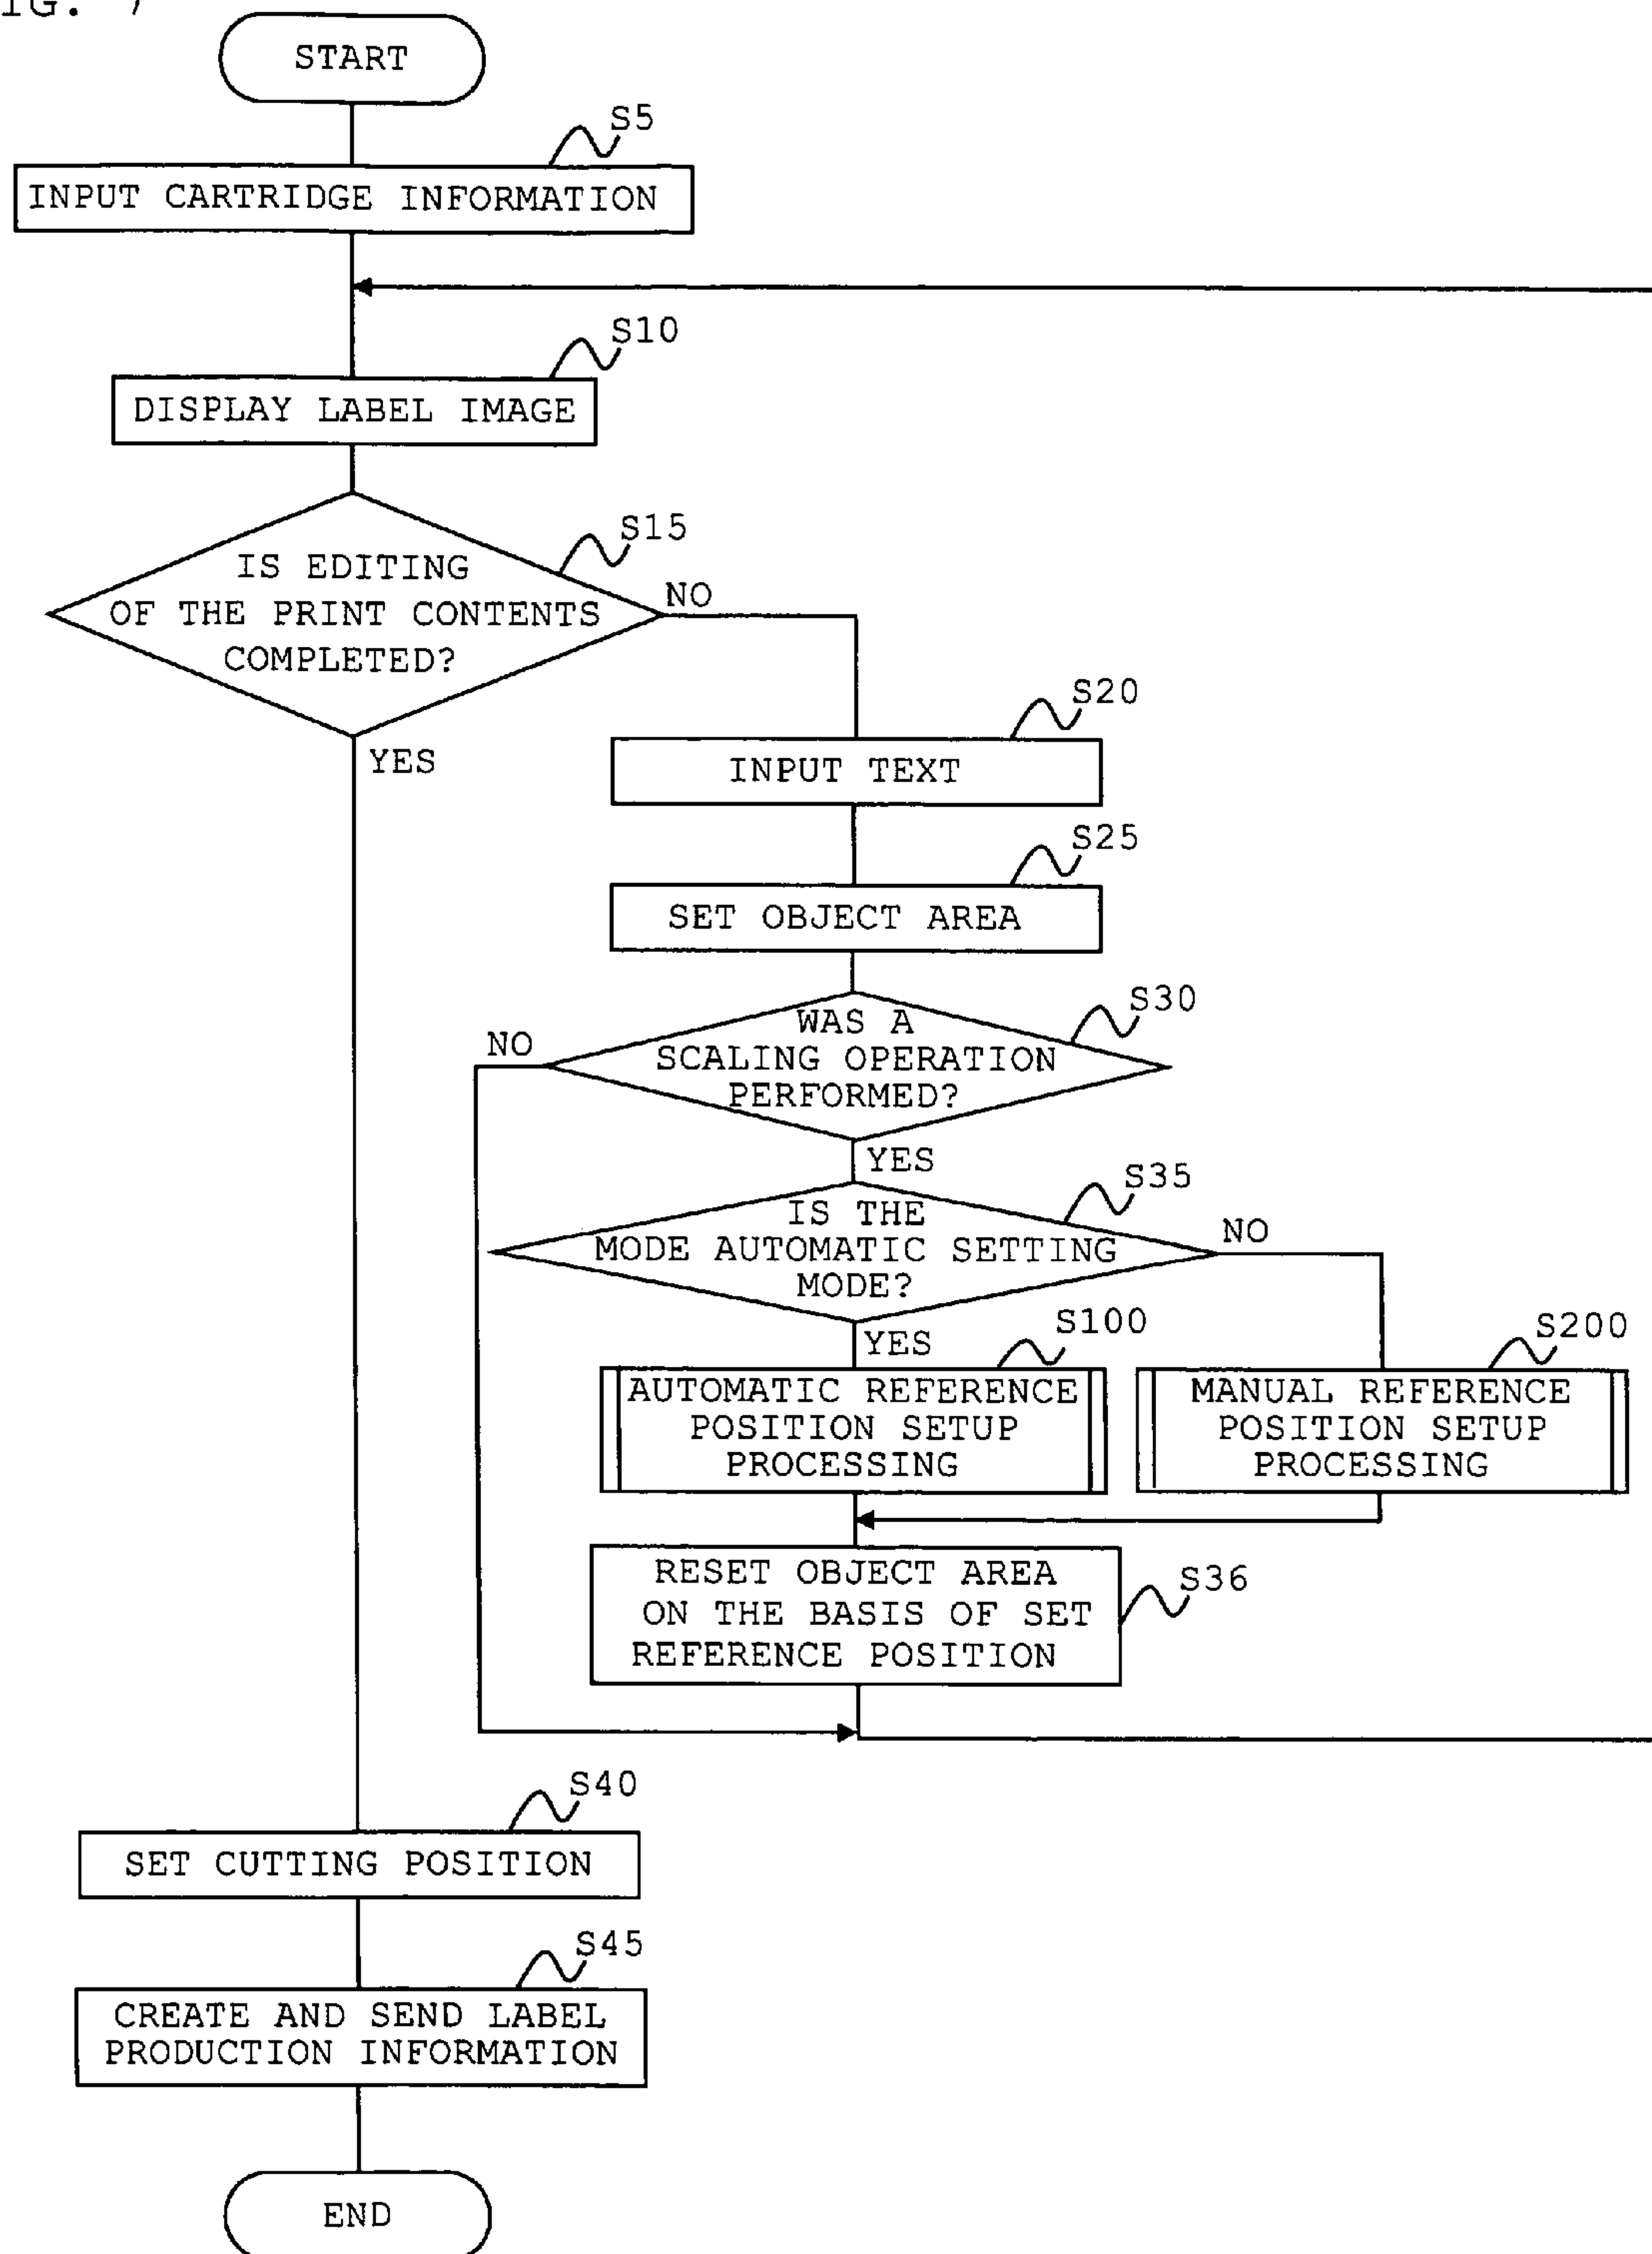 IG. 7
START
S5
INPUT CARTRIDGE INFORMATION
S10
DISPLAY LABEL IMAGE
S15
IS EDITING
OF THE PRINT CONTENTS
COMPLETED?
NO
YES
S20
INPUT TEXT
S25
SET OBJECT AREA
S30
WAS A
SCALING OPERATION
PERFORMED?
NO
YES
S35
IS THE
MODE AUTOMATIC SETTING
MODE?
NO
YES
S100
AUTOMATIC REFERENCE
POSITION SETUP
PROCESSING
S200
MANUAL REFERENCE
POSITION SETUP
PROCESSING
RESET OBJECT AREA
ON THE BASIS OF SET
REFERENCE POSITION
S36
S40
SET CUTTING POSITION
S45
CREATE AND SEND LABEL
PRODUCTION INFORMATION
END